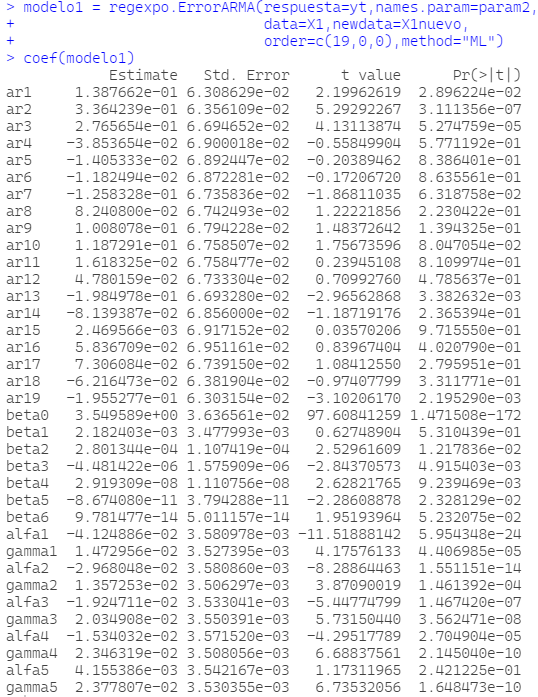 > modelo1 = regexpo.ErrorARMA(respuesta=yt,names.param=param2,
+ data=X1,newdata=X1nuevo,
+ order=c(19,0,0),method="ML")
> coef(modelo1)
Estimate Std. Error t value Pr(>|t|)
ar1 1.387662e-01 6.308629e-02 2.19962619 2.896224e-02
ar2 3.364239e-01 6.356109e-02 5.29292267 3.111356e-07
ar3 2.765654e-01 6.694652e-02 4.13113874 5.274759e-05
ar4 -3.853654e-02 6.900018e-02 -0.55849904 5.771192e-01
ar5 -1.405333e-02 6.892447e-02 -0.20389462 8.386401e-01
ar6 -1.182494e-02 6.872281e-02 -0.17206720 8.635561e-01
ar7 -1.258328e-01 6.735836e-02 -1.86811035 6.318758e-02
ar8 8.240800e-02 6.742493e-02 1.22221856 2.230422e-01
ar9 1.008078e-01 6.794228e-02 1.48372642 1.394325e-01
ar10 1.187291e-01 6.758507e-02 1.75673596 8.047054e-02
ar11 1.618325e-02 6.758477e-02 0.23945108 8.109974e-01
ar12 4.780159e-02 6.733304e-02 0.70992760 4.785637e-01
ar13 -1.984978e-01 6.693280e-02 -2.96562868 3.382632e-03
ar14 -8.139387e-02 6.856000e-02 -1.18719176 2.365394e-01
ar15 2.469566e-03 6.917152e-02 0.03570206 9.715550e-01
ar16 5.836709e-02 6.951161e-02 0.83967404 4.020790e-01
ar17 7.306084e-02 6.739150e-02 1.08412550 2.795951e-01
ar18 -6.216473e-02 6.381904e-02 -0.97407799 3.311771e-01
ar19 -1.955277e-01 6.303154e-02 -3.10206170 2.195290e-03
beta0 3.549589e+00 3.636561e-02 97.60841259 1.471508e-172
beta1 2.182403e-03 3.477993e-03 0.62748904 5.310439e-01
beta2 2.801344e-04 1.107419e-04 2.52961609 1.217836e-02
beta3 -4.481422e-06 1.575909e-06 -2.84370573 4.915403e-03
beta4 2.919309e-08 1.110756e-08 2.62821765 9.239469e-03
beta5 -8.674080e-11 3.794288e-11 -2.28608878 2.328129e-02
beta6 9.781477e-14 5.011157e-14 1.95193964 5.232075e-02
alfa1 -4.124886e-02 3.580978e-03 -11.51888142 5.954348e-24
gamma1 1.472956e-02 3.527395e-03 4.17576133 4.406985e-05
alfa2 -2.968048e-02 3.580860e-03 -8.28864463 1.551151e-14
gamma2 1.357253e-02 3.506297e-03 3.87090019 1.461392e-04
alfa3 -1.924711e-02 3.533041e-03 -5.44774799 1.467420e-07
gamma3 2.034908e-02 3.550391e-03 5.73150440 3.562471e-08
alfa4 -1.534032e-02 3.571520e-03 -4.29517789 2.704904e-05
gamma4 2.346319e-02 3.508056e-03 6.68837561 2.145040e-10
alfa5 4.155386e-03 3.542167e-03 1.17311965 2.421225e-01
gamma5 2.377807e-02 3.530355e-03 6.73532056 1.648473e-10